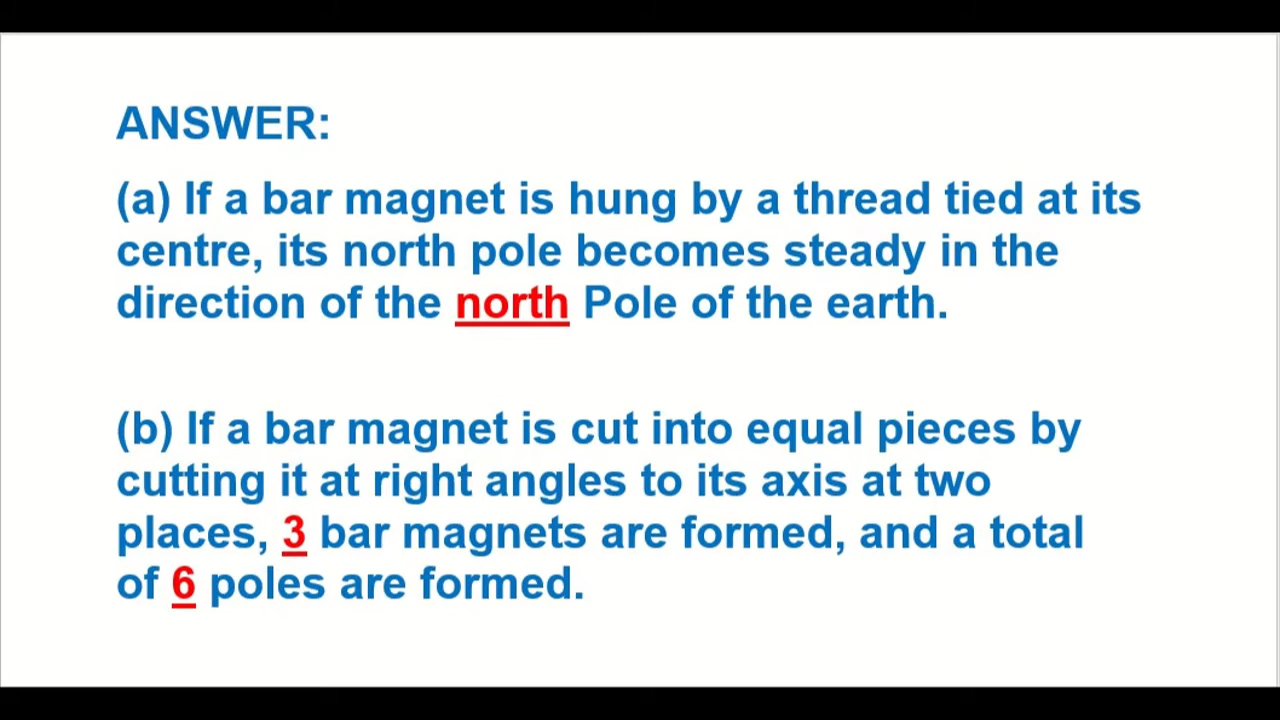 ANSWER:
(a) If a bar magnet is hung by a thread tied at its
centre, its north pole becomes steady in the
direction of the north Pole of the earth.
(b) If a bar magnet is cut into equal pieces by
cutting it at right angles to its axis at two
places, 3 bar magnets are formed, and a total
of 6 poles are formed.